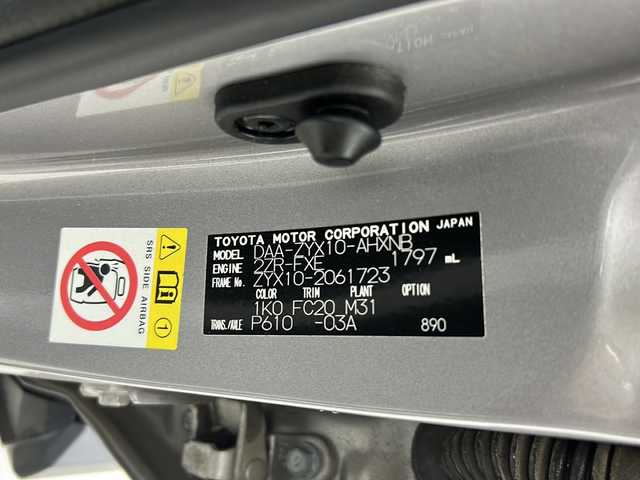 TOYOTA MOTOR CORPORATION JAPAN
MODEL DAA-ZYX10-AHXNB
ENGINE 2ZR-FXE 1797 mL
FRAME No. ZYX10-2061723
COLOR TRIM PLANT OPTION
1K0 FC20 M31
TRANS./AXLE P610 -03A 890
SRS SIDE AIRBAG
1